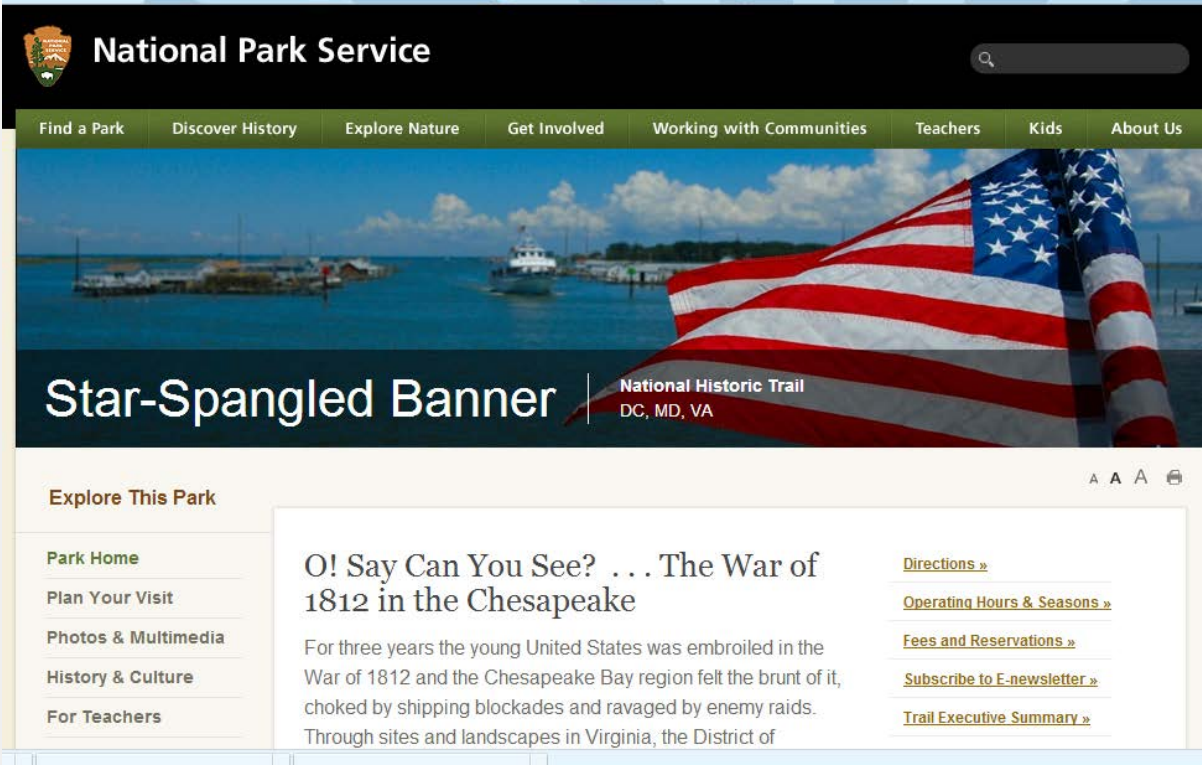 National Park Service
Find a Park Discover History Explore Nature Get Involved Working with Communities Teachers Kids About Us
Star-Spangled Banner
National Historic Trail
DC, MD, VA
A A A
Explore This Park
Park Home
Plan Your Visit
Photos & Multimedia
History & Culture
For Teachers
O! Say Can You See? . . . The War of
1812 in the Chesapeake
For three years the young United States was embroiled in the
War of 1812 and the Chesapeake Bay region felt the brunt of it,
choked by shipping blockades and ravaged by enemy raids.
Through sites and landscapes in Virginia, the District of
Directions »
Operating Hours & Seasons »
Fees and Reservations »
Subscribe to E-newsletter »
Trail Executive Summary »